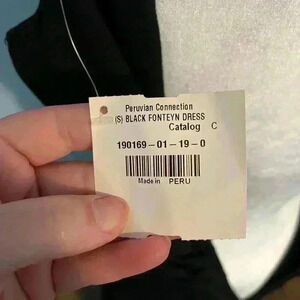 Peruvian Connection
(S) BLACK FONTEYN DRESS
Catalog C
190169-01-19-0
Made in PERU